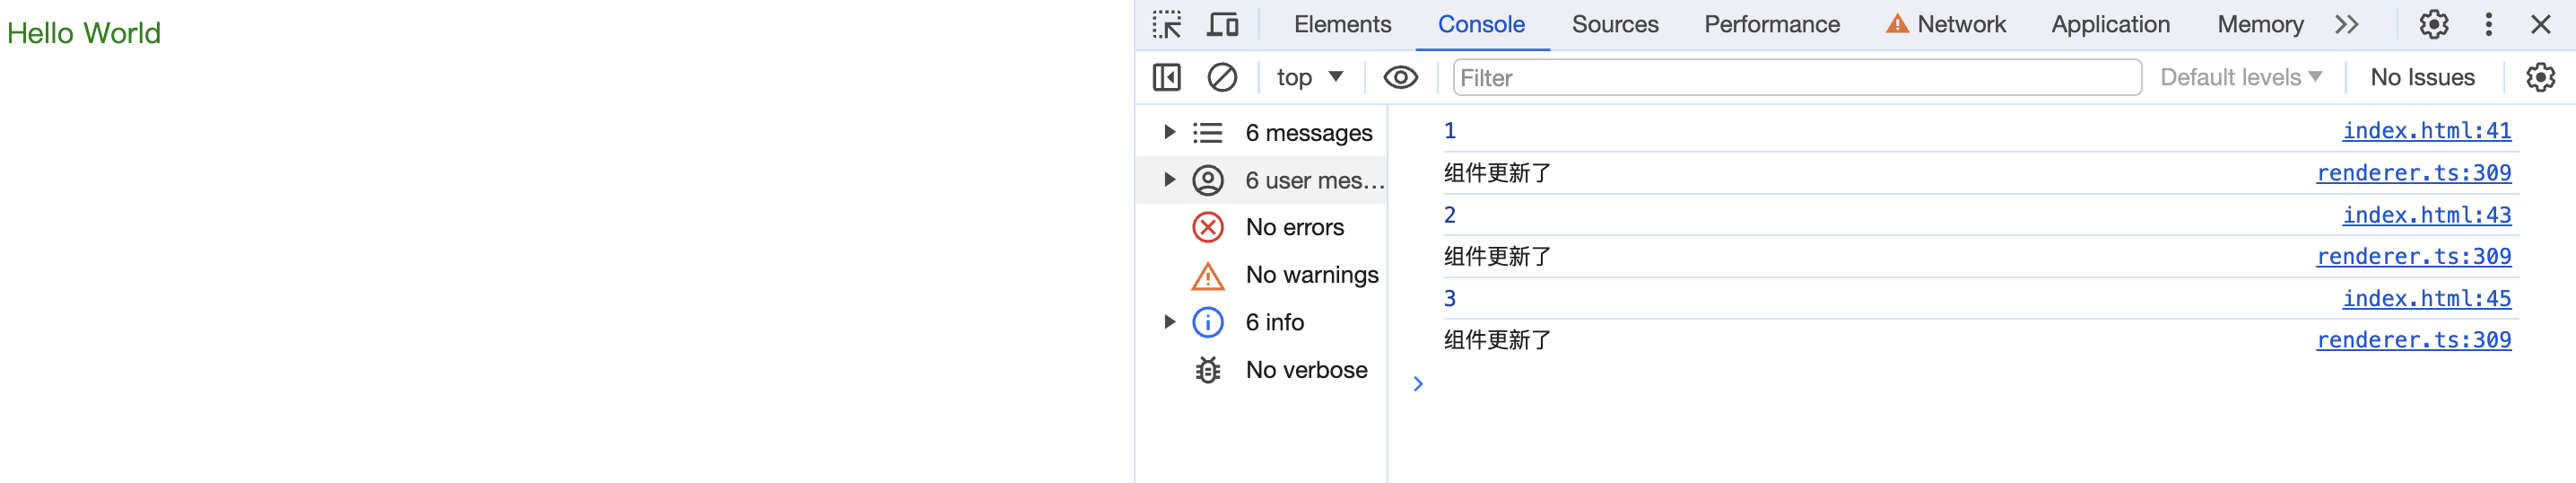 Hello World
Elements Console Sources Performance Network Application Memory
top Filter Default levels No Issues
6 messages
6 user mes...
No errors
No warnings
6 info
No verbose
1 index.html:41
组件更新了 renderer.ts:309
2 index.html:43
组件更新了 renderer.ts:309
3 index.html:45
组件更新了 renderer.ts:309